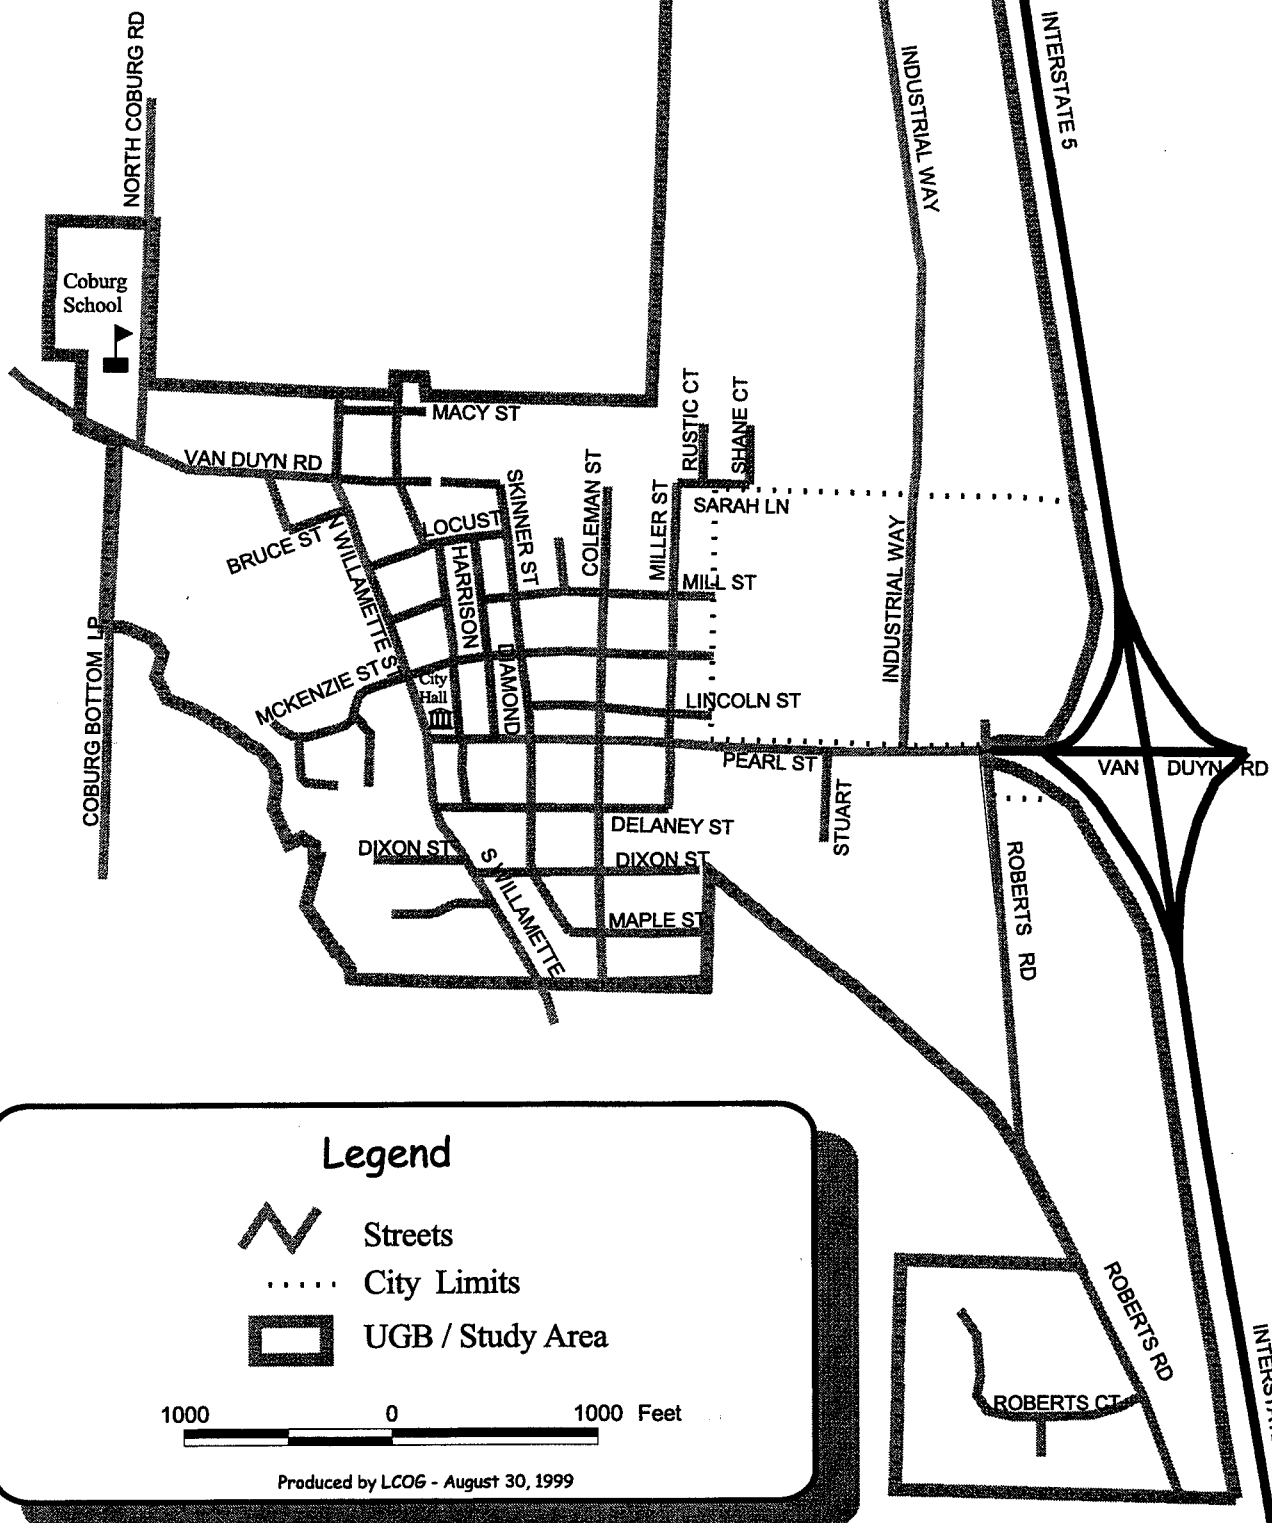 NORTH COBURG RD
INDUSTRIAL WAY
INTERSTATE 5
Coburg
School
MACY ST
RUSTIC CT
SHANE CT
VAN DUYN RD
SKINNER ST
COLEMAN ST
MILLER ST
SARAH LN
LOCUST
BRUCE ST
N WILLAMETTE ST
HARRISON
MILL ST
INDUSTRIAL WAY
COBURG BOTTOM LP
MCKENZIE ST
City
Hall
DIAMOND
LINCOLN ST
PEARL ST
VAN DUYN RD
STUART
DELANEY ST
DIXON ST
DIXON ST
S WILLAMETTE
MAPLE ST
ROBERTS RD
Legend
Streets
City Limits
UGB / Study Area
1000 0 1000 Feet
Produced by LCOG - August 30, 1999
ROBERTS RD
ROBERTS CT